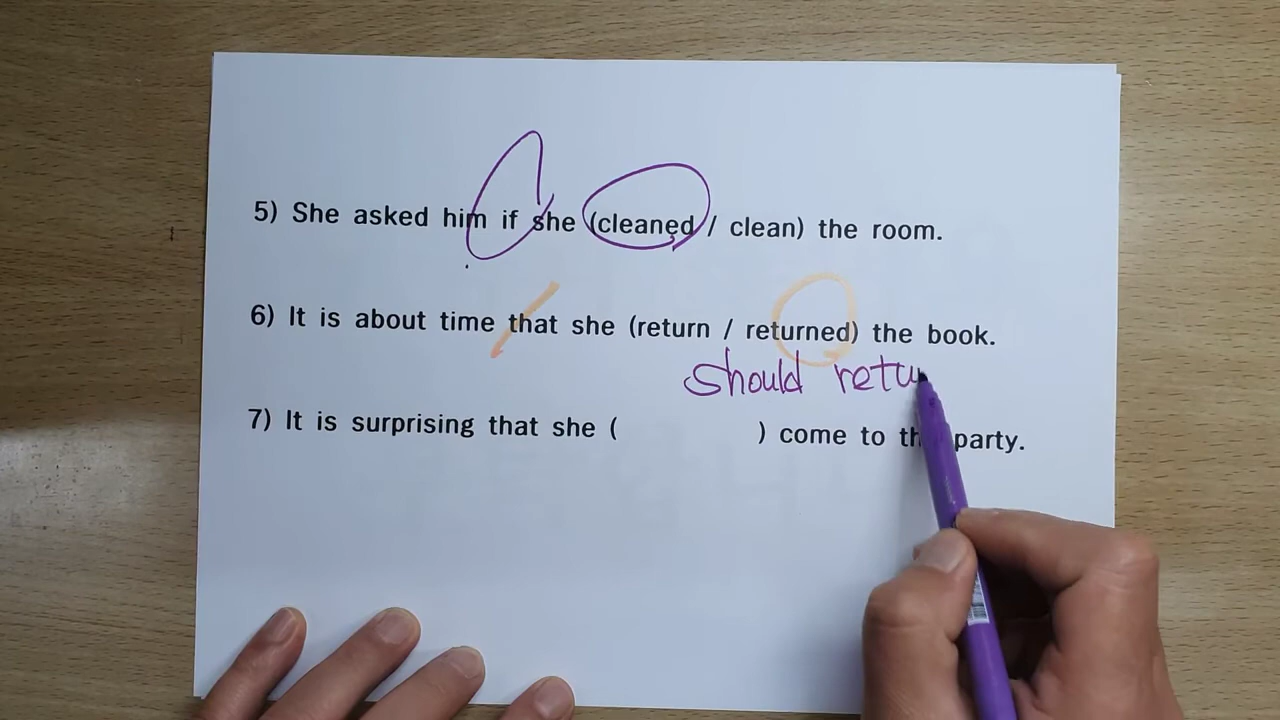 5) She asked him if she (cleaned / clean) the room.
6) It is about time that she (return / returned) the book.
should retu
7) It is surprising that she ( ) come to the party.